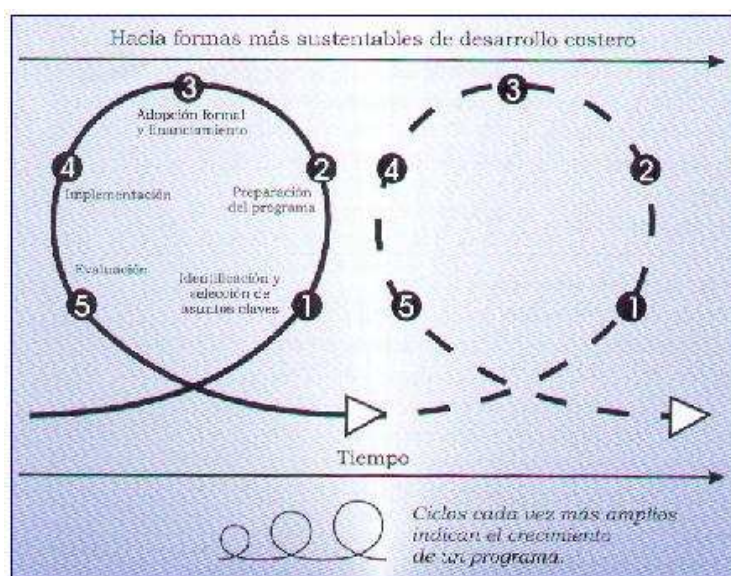 Hacia formas más sustentables de desarrollo costero
3
Adopción formal
y financiamiento
4
2
Implementación
Preparación
del programa
Evaluación
Identificación y
selección de
asuntos claves
5
1
3
4
2
5
1
Tiempo
Ciclos cada vez más amplios
indican el crecimiento
de un programa.